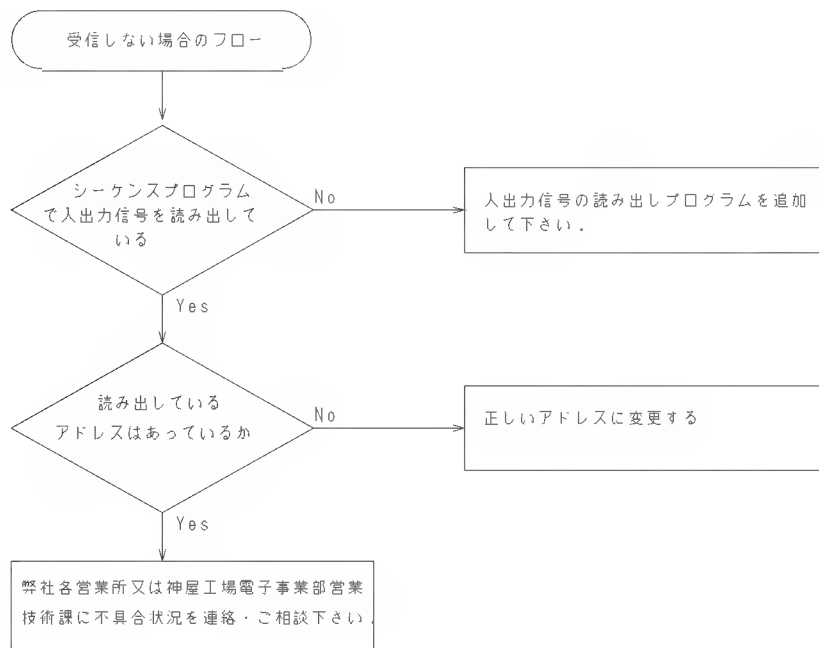 受信しない場合のフロー
シーケンスプログラム
で入出力信号を読み出して
いる
No
入出力信号の読み出しプログラムを追加
して下さい．
Yes
読み出している
アドレスはあっているか
No
正しいアドレスに変更する
Yes
弊社各営業所又は神屋工場電子事業部営業
技術課に不具合状況を連絡・ご相談下さい．